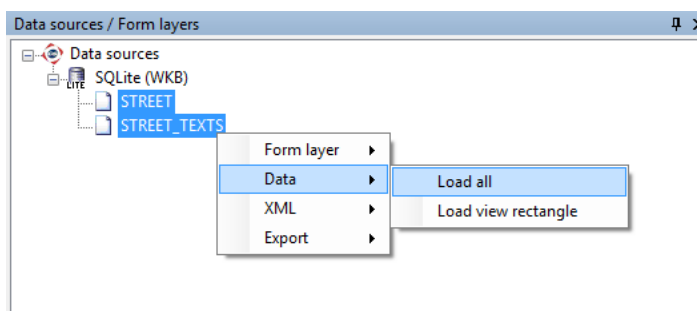 Data sources / Form layers
Data sources
LITE SQLite (WKB)
STREET
STREET_TEXTS
Form layer
Data
Load all
XML
Load view rectangle
Export